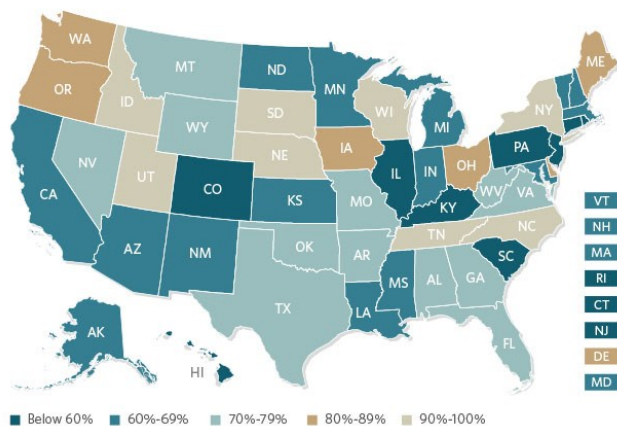 WA
OR
ID
MT
ND
MN
WI
MI
NY
ME
SD
WY
NE
IA
NV
UT
CO
CA
KS
MO
IL
IN
OH
PA
WV
VA
KY
TN
NC
SC
AZ
NM
OK
AR
TX
LA
MS
AL
GA
FL
AK
HI
VT
NH
MA
RI
CT
NJ
DE
MD
Below 60% 60%-69% 70%-79% 80%-89% 90%-100%